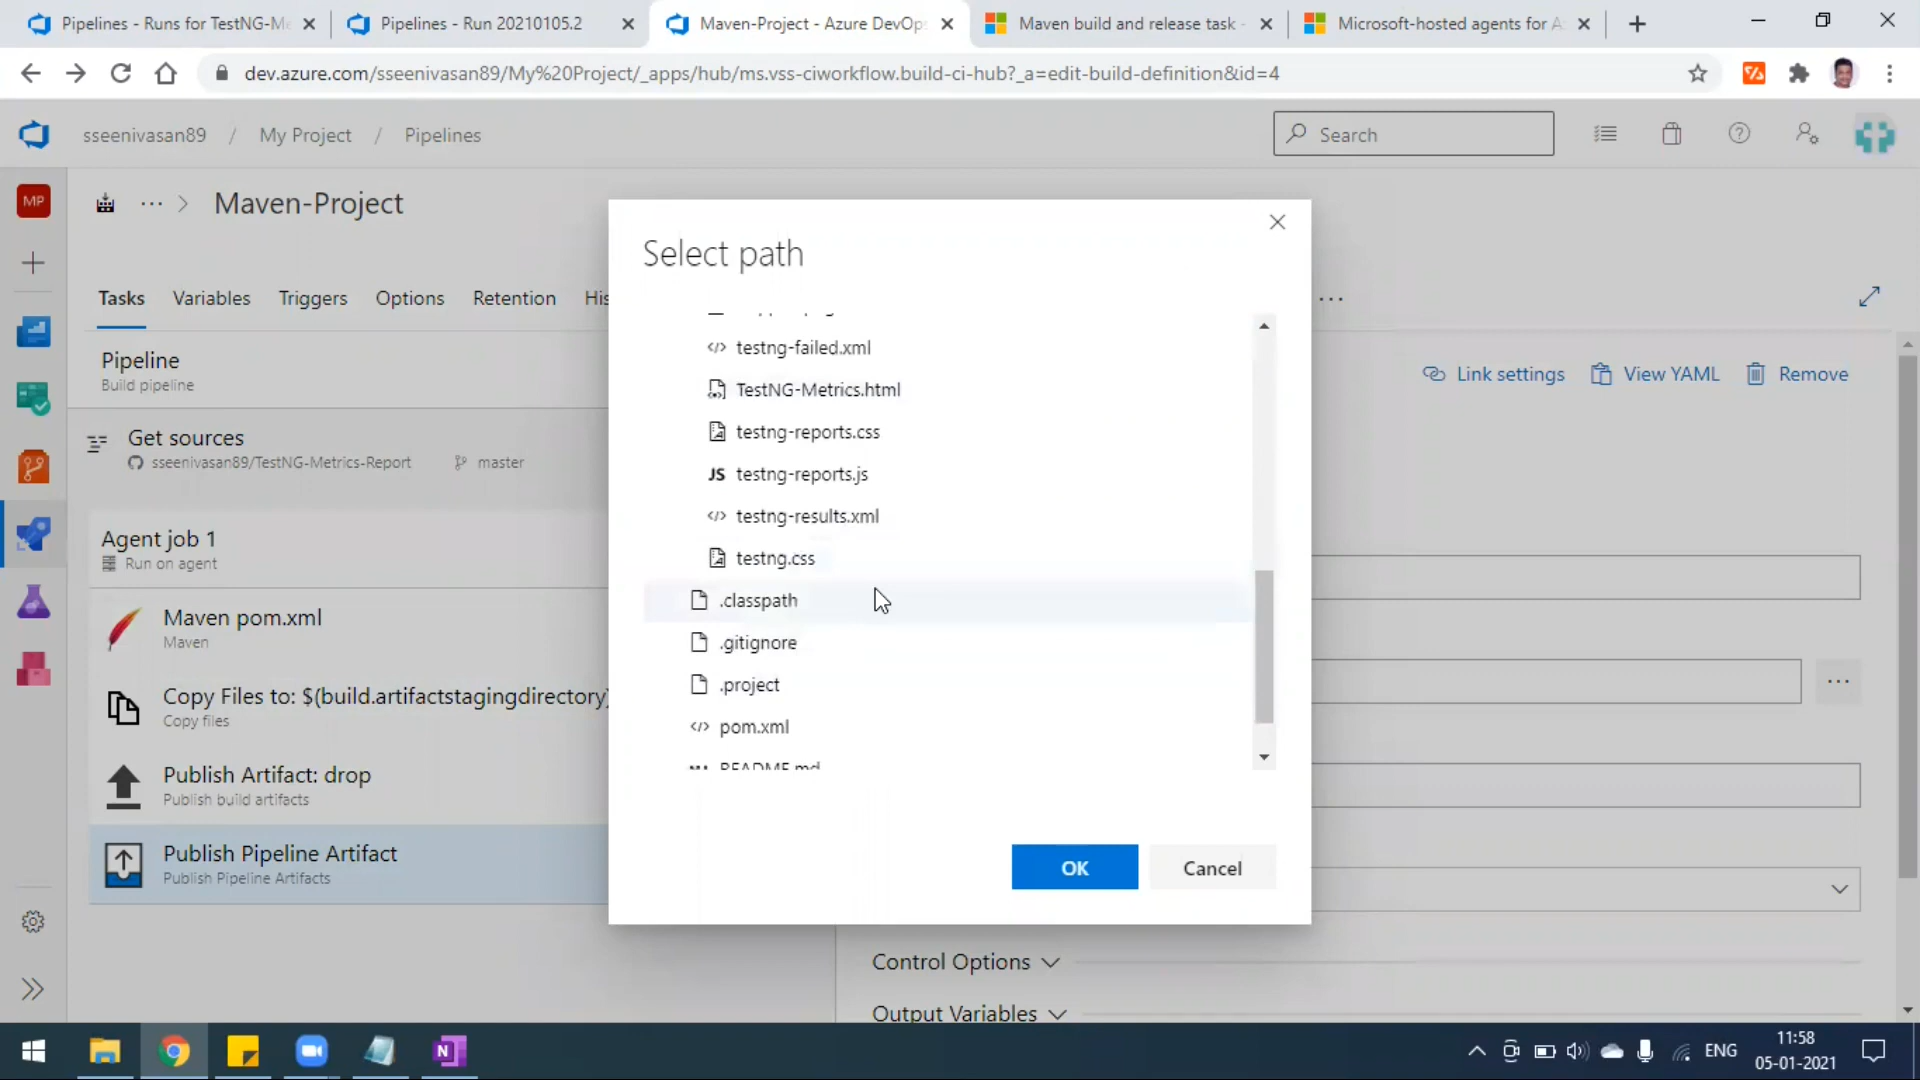 Pipelines - Runs for TestNG-Me
Pipelines - Run 20210105.2
Maven-Project - Azure DevOps
Maven build and release task -
Microsoft-hosted agents for A
dev.azure.com/sseenivasan89/My%20Project/_apps/hub/ms.vss-ciworkflow.build-ci-hub?_a=edit-build-definition&id=4
sseenivasan89 / My Project / Pipelines
Search
MP
··· > Maven-Project
Tasks Variables Triggers Options Retention His
Pipeline
Build pipeline
Link settings View YAML Remove
Get sources
sseenivasan89/TestNG-Metrics-Report master
Agent job 1
Run on agent
Maven pom.xml
Maven
Copy Files to: $(build.artifactstagingdirectory)
Copy files
Publish Artifact: drop
Publish build artifacts
Publish Pipeline Artifact
Publish Pipeline Artifacts
Select path
testng-failed.xml
TestNG-Metrics.html
testng-reports.css
JS testng-reports.js
testng-results.xml
testng.css
.classpath
.gitignore
.project
pom.xml
README.md
OK Cancel
Control Options
Output Variables
N
ENG
11:58
05-01-2021